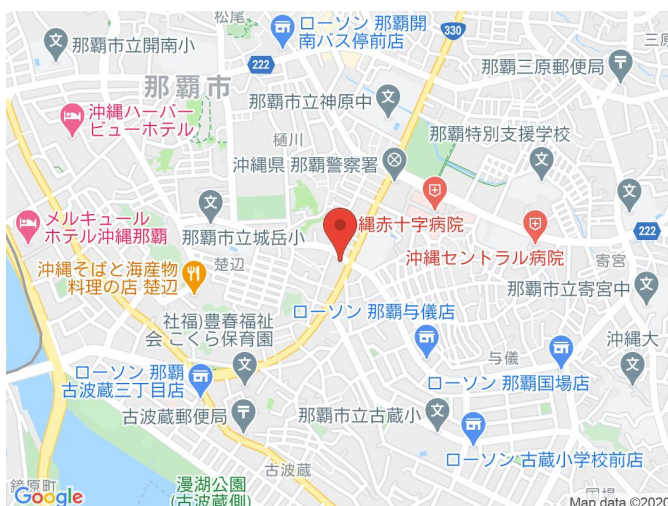 松尾
ローソン 那覇開
南バス停前店
330
三原
那覇市立開南小
222
那覇三原郵便局
那覇市
那覇市立神原中
沖縄ハーバー
ビューホテル
樋川
那覇特別支援学校
沖縄県 那覇警察署
メルキュール
ホテル沖縄那覇
那覇市立城岳小
縄赤十字病院
222
楚辺
沖縄セントラル病院
寄宮
沖縄そばと海産物
料理の店 楚辺
那覇市立寄宮中
ローソン 那覇与儀店
社福)豊春福祉
会 こくら保育園
沖縄大
与儀
ローソン 那覇
古波蔵三丁目店
ローソン 那覇国場店
古波蔵郵便局
那覇市立古蔵小
ローソン 古蔵小学校前店
古波蔵
鏡原町
漫湖公園
(古波蔵側)
国場
Google
Map data ©2020